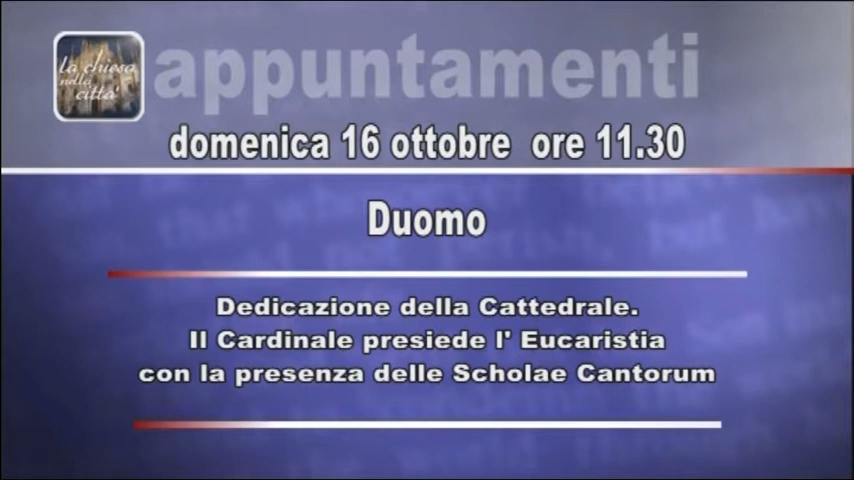 la chiesa
nella
città
appuntamenti
domenica 16 ottobre ore 11.30
Duomo
Dedicazione della Cattedrale.
Il Cardinale presiede l' Eucaristia
con la presenza delle Scholae Cantorum